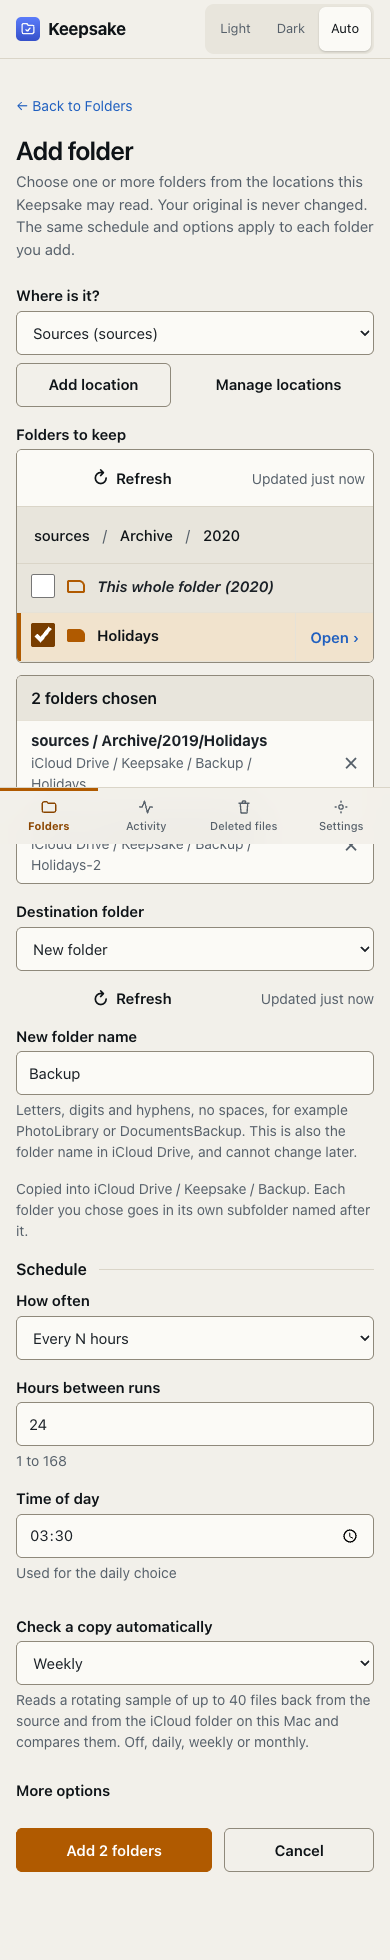 Keepsake
Light Dark Auto
← Back to Folders
Add folder
Choose one or more folders from the locations this
Keepsake may read. Your original is never changed.
The same schedule and options apply to each folder
you add.
Where is it?
Sources (sources)
Add location Manage locations
Folders to keep
Refresh Updated just now
sources / Archive / 2020
This whole folder (2020)
Holidays Open ›
2 folders chosen
sources / Archive/2019/Holidays
iCloud Drive / Keepsake / Backup /
Holidays
Folders Activity Deleted files Settings
iCloud Drive / Keepsake / Backup /
Holidays-2
Destination folder
New folder
Refresh Updated just now
New folder name
Backup
Letters, digits and hyphens, no spaces, for example
PhotoLibrary or DocumentsBackup. This is also the
folder name in iCloud Drive, and cannot change later.
Copied into iCloud Drive / Keepsake / Backup. Each
folder you chose goes in its own subfolder named after
it.
Schedule
How often
Every N hours
Hours between runs
24
1 to 168
Time of day
03:30
Used for the daily choice
Check a copy automatically
Weekly
Reads a rotating sample of up to 40 files back from the
source and from the iCloud folder on this Mac and
compares them. Off, daily, weekly or monthly.
More options
Add 2 folders Cancel